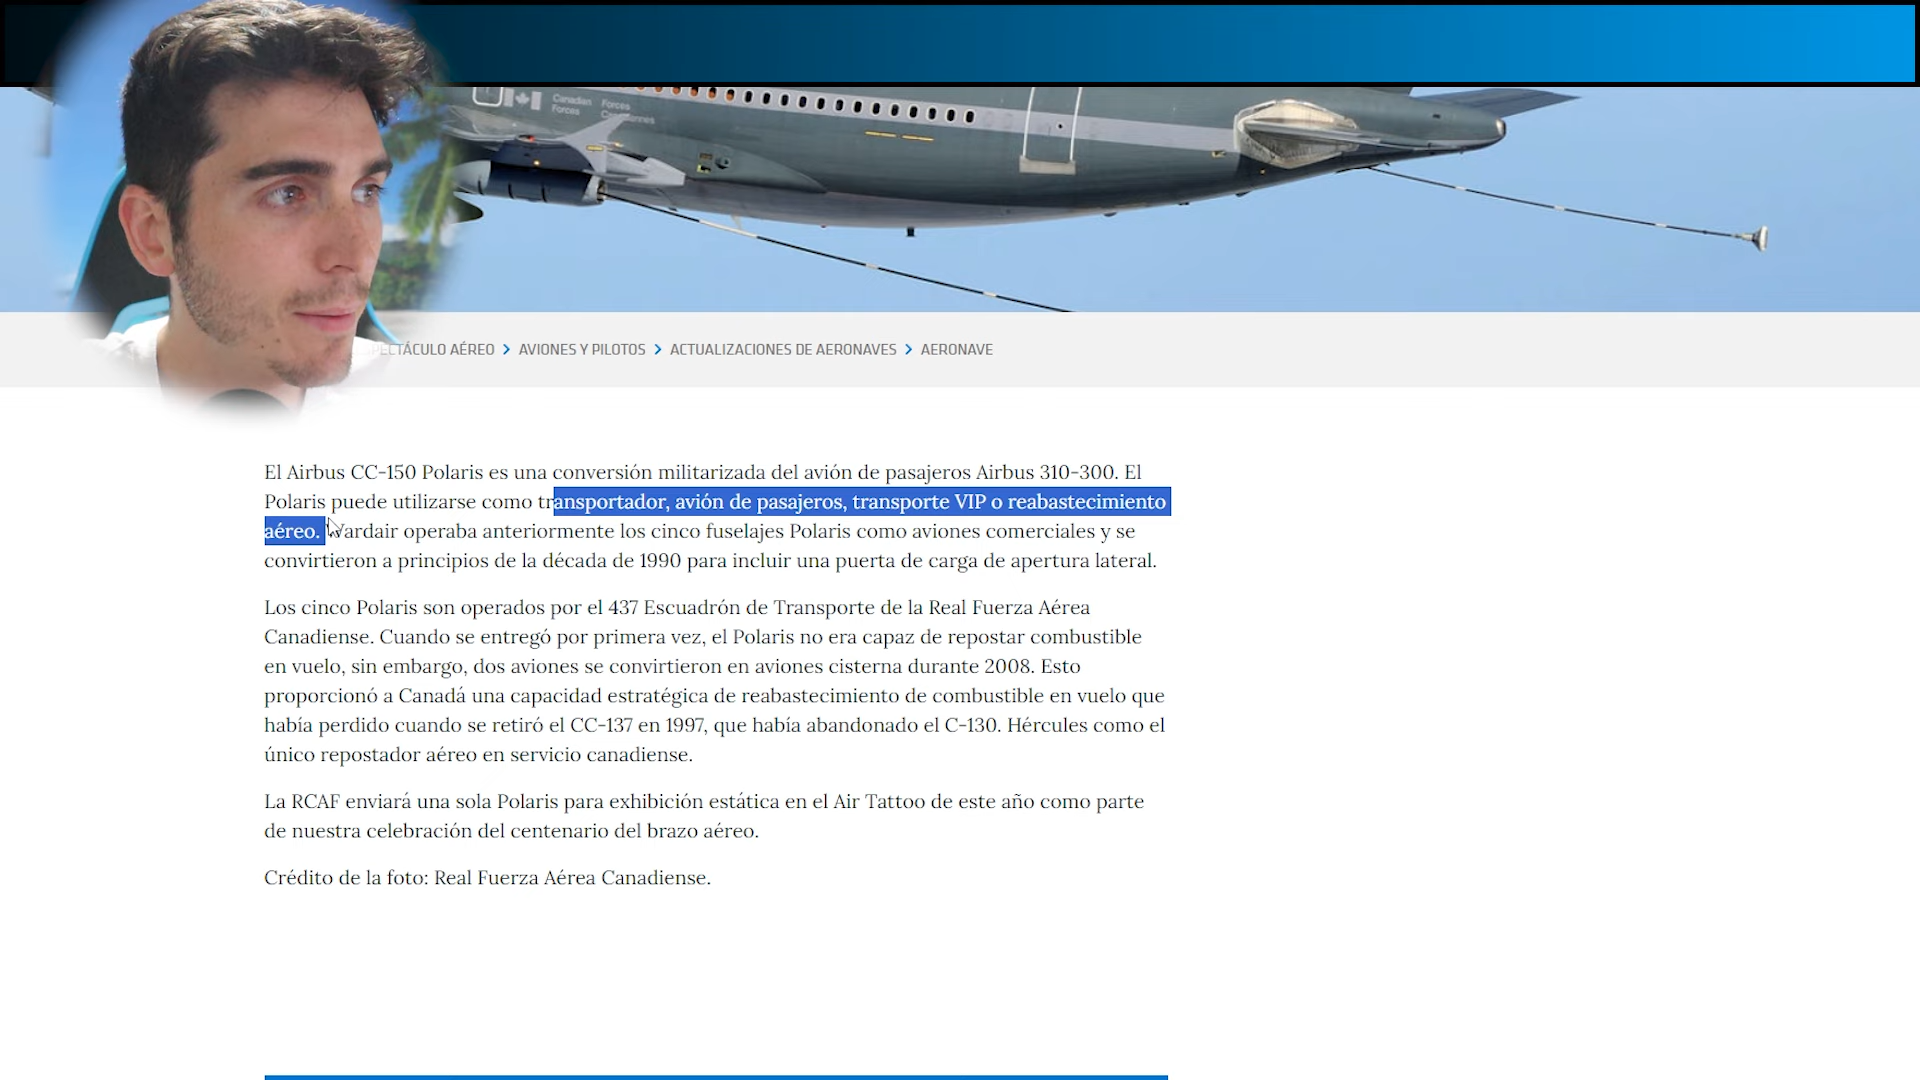 Canadian Forces
Forces Canadiennes
PECTÁCULO AÉREO > AVIONES Y PILOTOS > ACTUALIZACIONES DE AERONAVES > AERONAVE
El Airbus CC-150 Polaris es una conversión militarizada del avión de pasajeros Airbus 310-300. El
Polaris puede utilizarse como transportador, avión de pasajeros, transporte VIP o reabastecimiento
aéreo. Wardair operaba anteriormente los cinco fuselajes Polaris como aviones comerciales y se
convirtieron a principios de la década de 1990 para incluir una puerta de carga de apertura lateral.
Los cinco Polaris son operados por el 437 Escuadrón de Transporte de la Real Fuerza Aérea
Canadiense. Cuando se entregó por primera vez, el Polaris no era capaz de repostar combustible
en vuelo, sin embargo, dos aviones se convirtieron en aviones cisterna durante 2008. Esto
proporcionó a Canadá una capacidad estratégica de reabastecimiento de combustible en vuelo que
había perdido cuando se retiró el CC-137 en 1997, que había abandonado el C-130. Hércules como el
único repostador aéreo en servicio canadiense.
La RCAF enviará una sola Polaris para exhibición estática en el Air Tattoo de este año como parte
de nuestra celebración del centenario del brazo aéreo.
Crédito de la foto: Real Fuerza Aérea Canadiense.